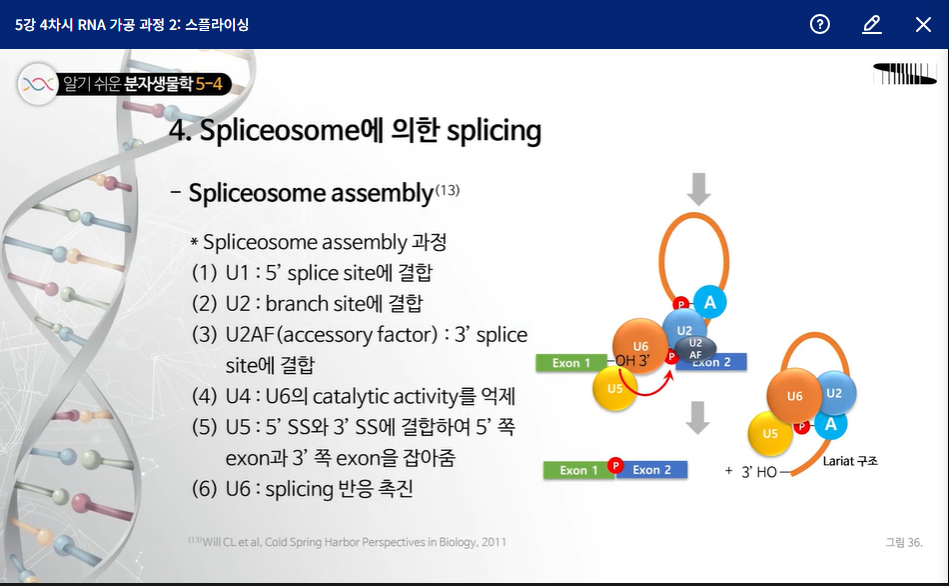 5강 4차시 RNA 가공 과정 2: 스플라이싱
알기 쉬운 분자생물학 5-4
4. Spliceosome에 의한 splicing
- Spliceosome assembly(13)
* Spliceosome assembly 과정
(1) U1 : 5’ splice site에 결합
(2) U2 : branch site에 결합
(3) U2AF(accessory factor) : 3’ splice
site에 결합
(4) U4 : U6의 catalytic activity를 억제
(5) U5 : 5’ SS와 3’ SS에 결합하여 5’ 쪽
exon과 3’ 쪽 exon을 잡아줌
(6) U6 : splicing 반응 촉진
P
A
U2
U6
U2
AF
P
Exon 1
OH 3’
Exon 2
U5
U6
U2
U5
P
A
Lariat 구조
+ 3’ HO
Exon 1
P
Exon 2
(13)Will CL et al, Cold Spring Harbor Perspectives in Biology, 2011
그림 36.